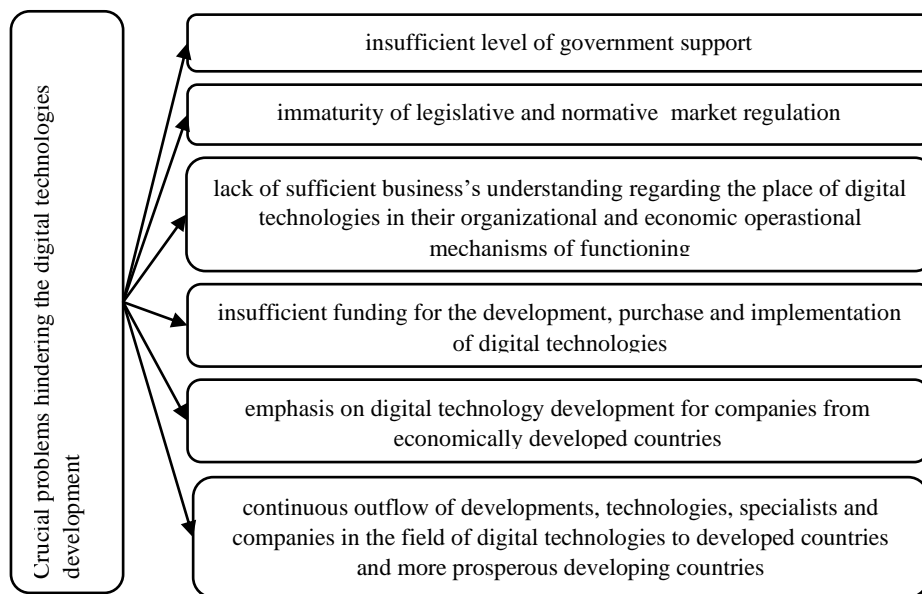 Crucial problems hindering the digital technologies
development
insufficient level of government support
immaturity of legislative and normative market regulation
lack of sufficient business’s understanding regarding the place of digital
technologies in their organizational and economic operastional
mechanisms of functioning
insufficient funding for the development, purchase and implementation
of digital technologies
emphasis on digital technology development for companies from
economically developed countries
continuous outflow of developments, technologies, specialists and
companies in the field of digital technologies to developed countries
and more prosperous developing countries